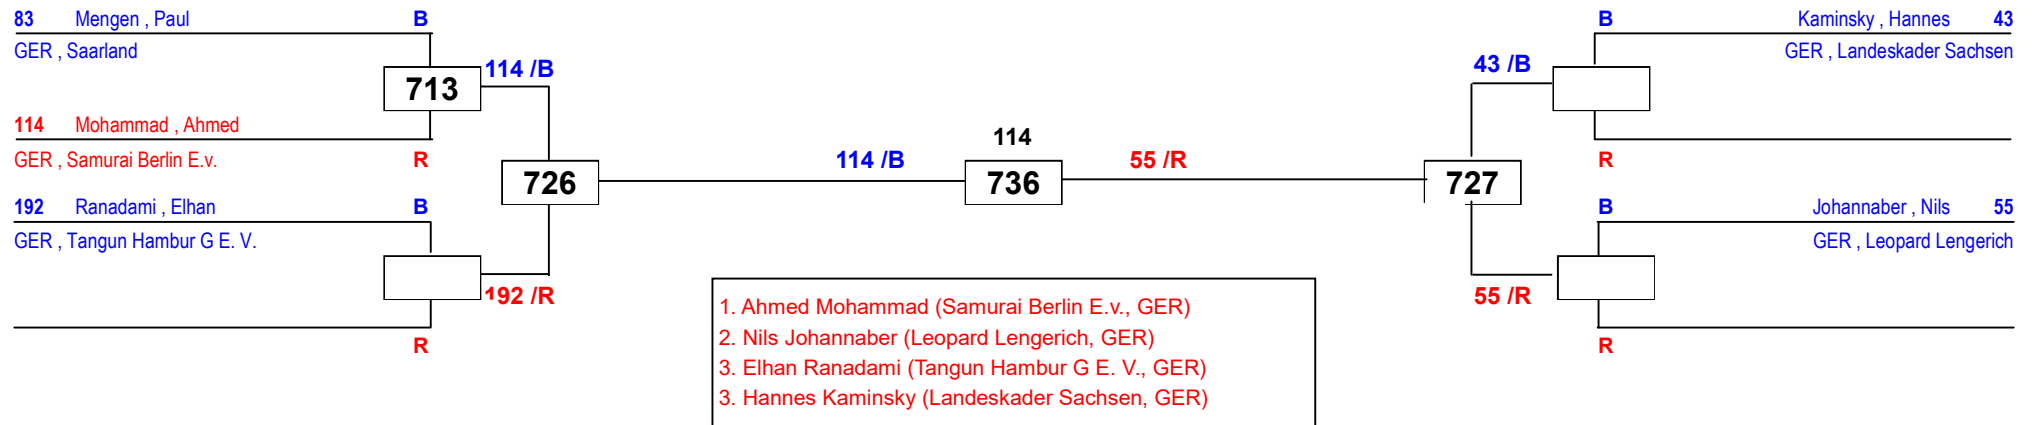 83 Mengen , Paul B
GER , Saarland
713
114 /B
114 Mohammad , Ahmed
GER , Samurai Berlin E.v. R
726
192 Ranadami , Elhan B
GER , Tangun Hambur G E. V.
192 /R
R
114 /B
114
736
55 /R
B Kaminsky , Hannes 43
GER , Landeskader Sachsen
43 /B
R
727
B Johannaber , Nils 55
GER , Leopard Lengerich
55 /R
R
1. Ahmed Mohammad (Samurai Berlin E.v., GER)
2. Nils Johannaber (Leopard Lengerich, GER)
3. Elhan Ranadami (Tangun Hambur G E. V., GER)
3. Hannes Kaminsky (Landeskader Sachsen, GER)